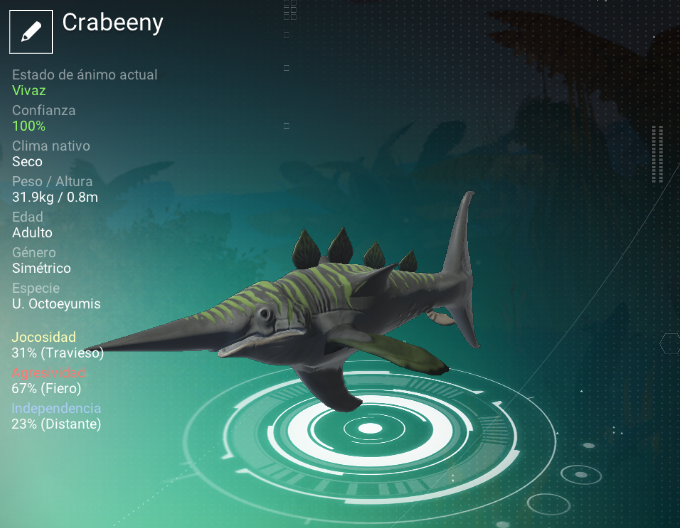 Crabeeny
Estado de ánimo actual
Vivaz
Confianza
100%
Clima nativo
Seco
Peso / Altura
31.9kg / 0.8m
Edad
Adulto
Género
Simétrico
Especie
U. Octoeyumis
Jocosidad
31% (Travieso)
Agresividad
67% (Fiero)
Independencia
23% (Distante)